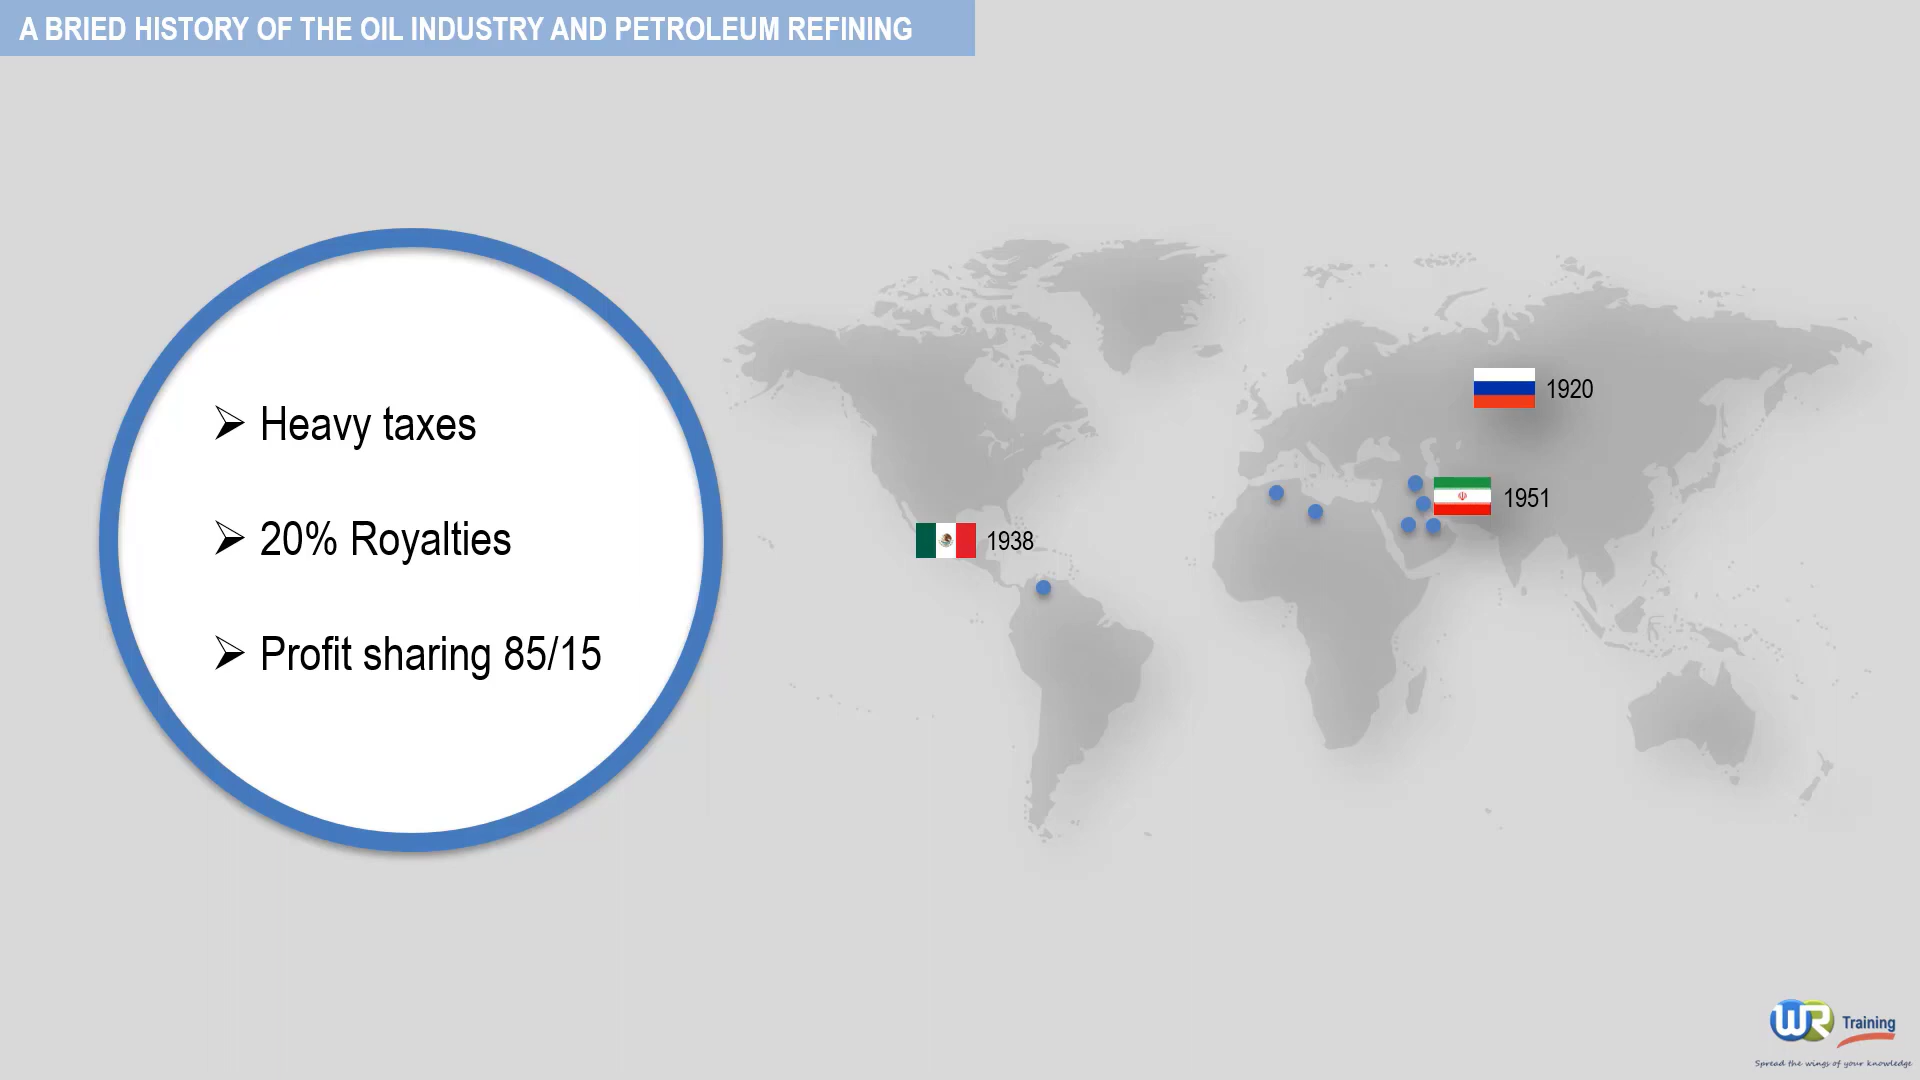 A BRIED HISTORY OF THE OIL INDUSTRY AND PETROLEUM REFINING
Heavy taxes
20% Royalties
Profit sharing 85/15
1920
1951
1938
WR Training
Spread the wings of your knowledge